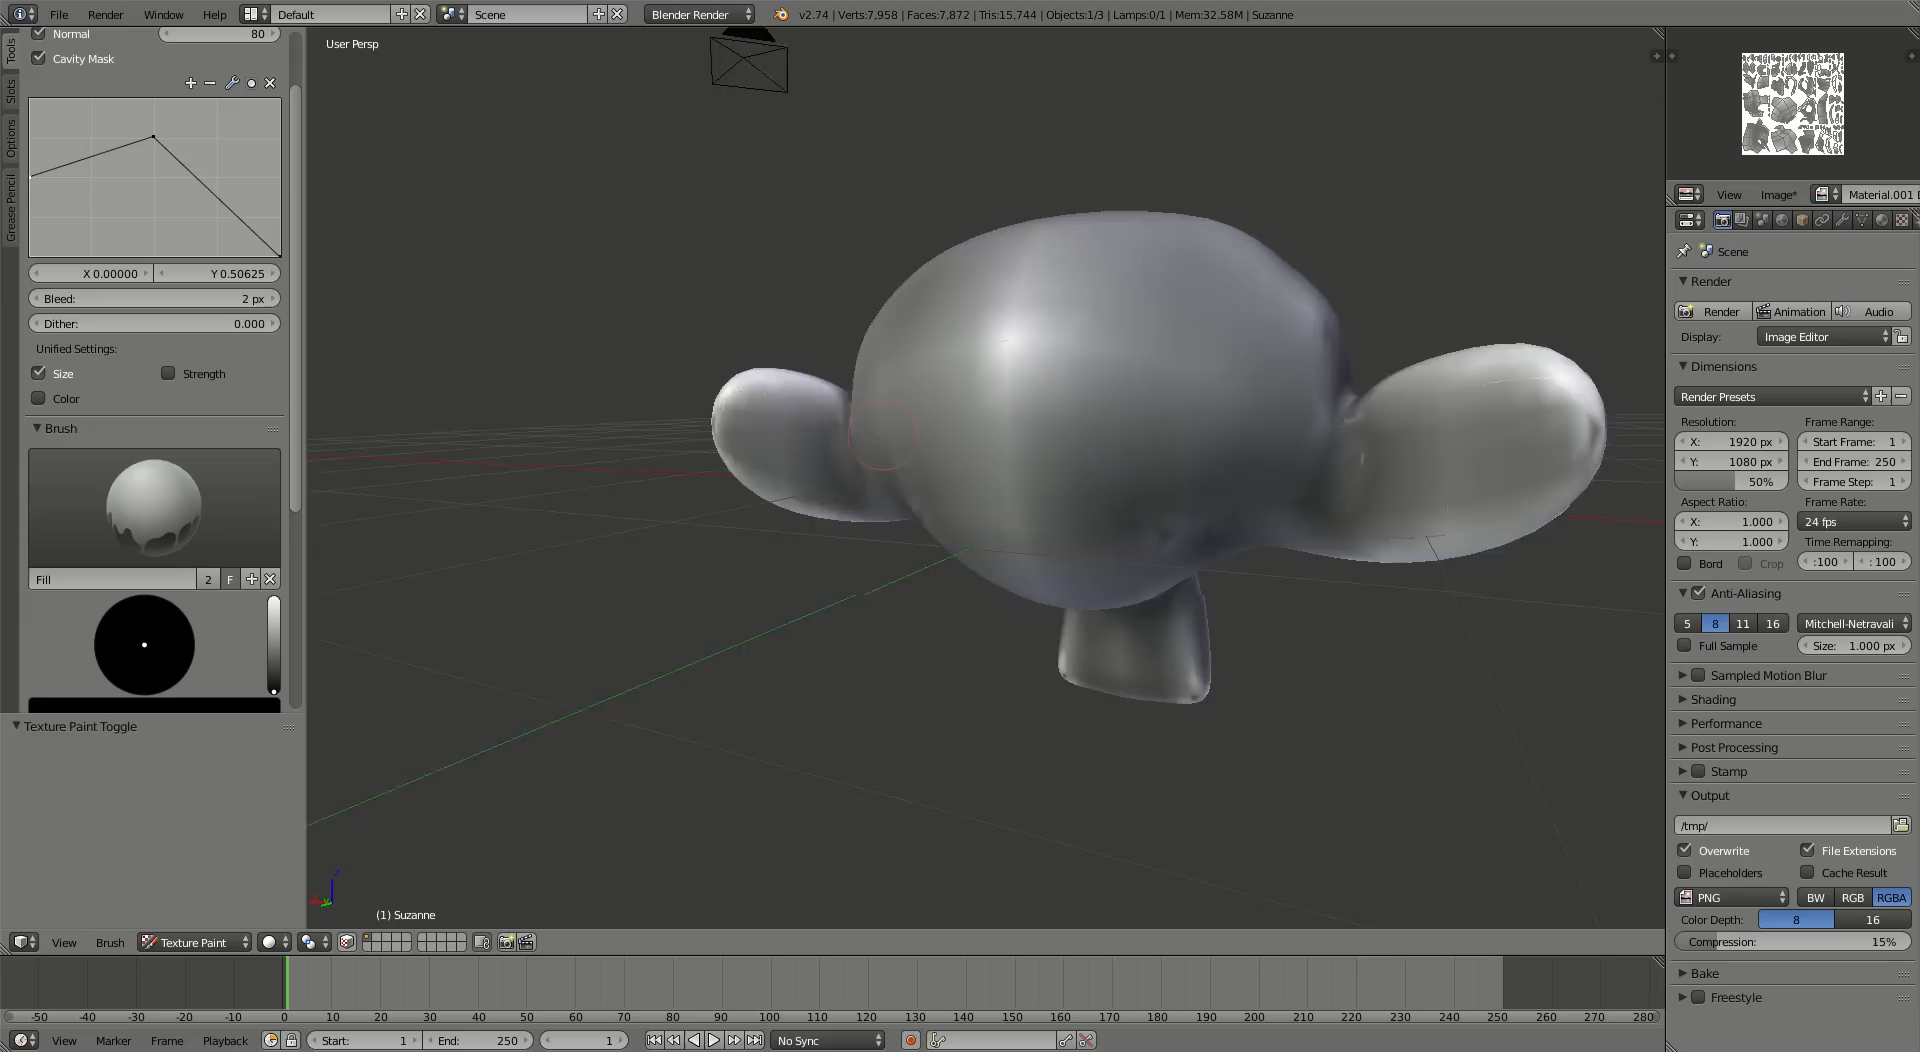 File Render Window Help Default Scene Blender Render v2.74 | Verts:7,958 | Faces:7,872 | Tris:15,744 | Objects:1/3 | Lamps:0/1 | Mem:32.58M | Suzanne
Tools
Slots
Options
Grease Pencil
Normal 80
Cavity Mask
X 0.00000 Y 0.50625
Bleed: 2 px
Dither: 0.000
Unified Settings:
Size Strength
Color
Brush
Fill 2 F
Texture Paint Toggle
User Persp
(1) Suzanne
View Brush Texture Paint
-50 -40 -30 -20 -10 0 10 20 30 40 50 60 70 80 90 100 110 120 130 140 150 160 170 180 190 200 210 220 230 240 250 260 270 280
View Marker Frame Playback Start: 1 End: 250 1 No Sync
View Image* Material.001 D
Scene
Render
Render Animation Audio
Display: Image Editor
Dimensions
Render Presets
Resolution: Frame Range:
X: 1920 px Start Frame: 1
Y: 1080 px End Frame: 250
50% Frame Step: 1
Aspect Ratio: Frame Rate:
X: 1.000 24 fps
Y: 1.000 Time Remapping:
Bord Crop :100 : 100
Anti-Aliasing
5 8 11 16 Mitchell-Netravali
Full Sample Size: 1.000 px
Sampled Motion Blur
Shading
Performance
Post Processing
Stamp
Output
/tmp/
Overwrite File Extensions
Placeholders Cache Result
PNG BW RGB RGBA
Color Depth: 8 16
Compression: 15%
Bake
Freestyle